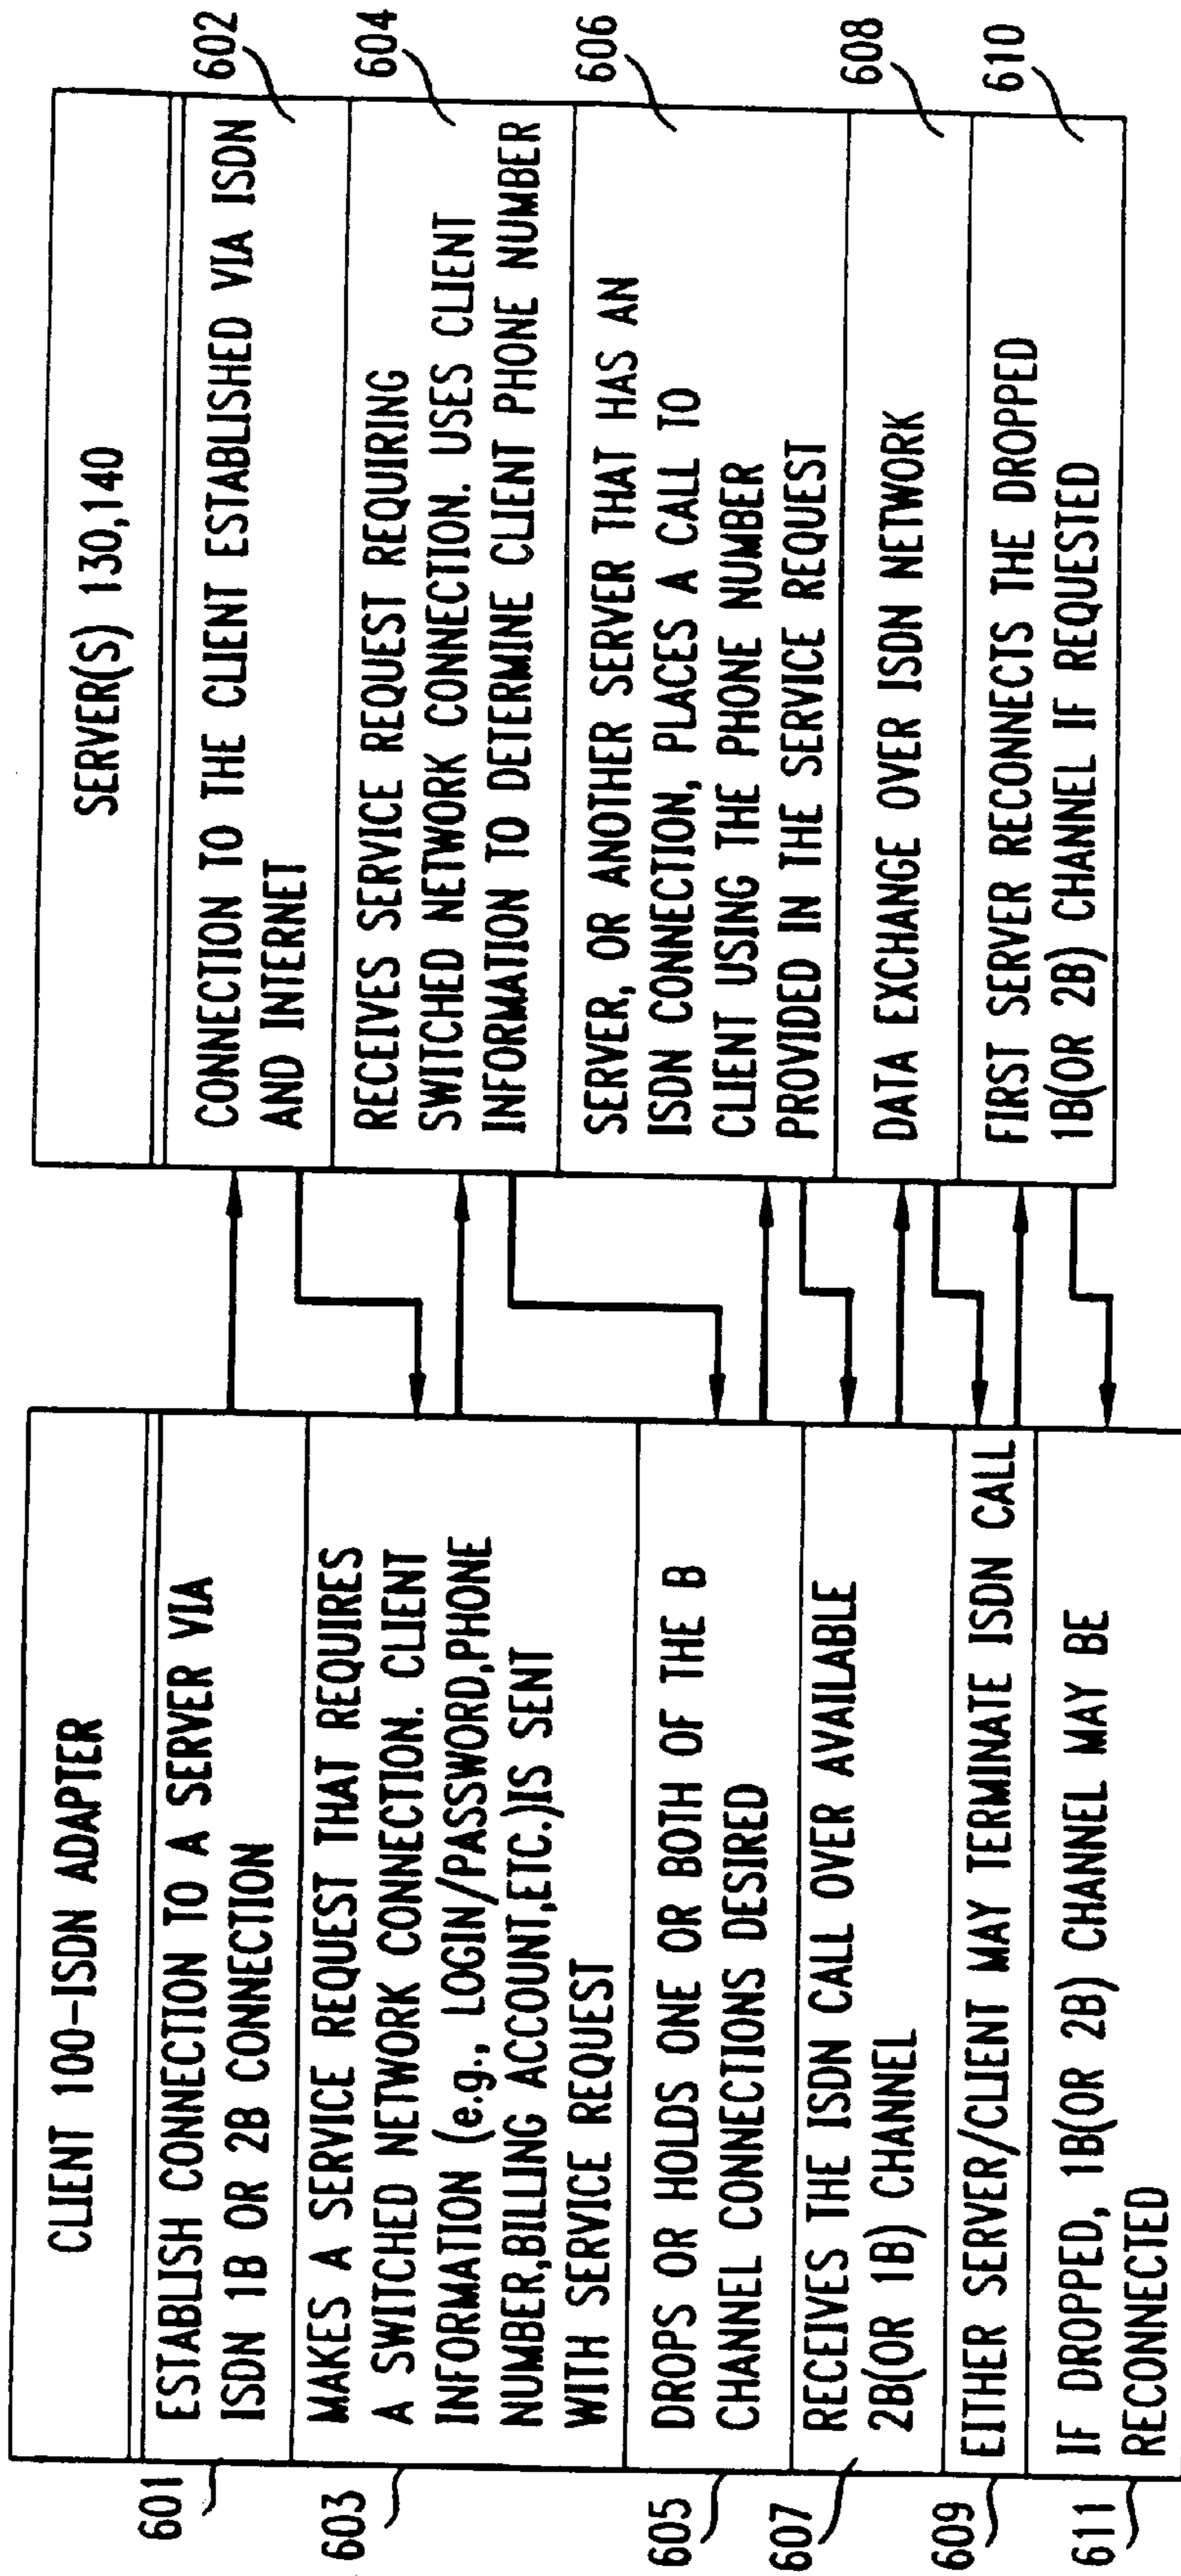 CLIENT 100-ISDN ADAPTER
601
ESTABLISH CONNECTION TO A SERVER VIA
ISDN 1B OR 2B CONNECTION
603
MAKES A SERVICE REQUEST THAT REQUIRES
A SWITCHED NETWORK CONNECTION. CLIENT
INFORMATION (e.g., LOGIN/PASSWORD,PHONE
NUMBER,BILLING ACCOUNT,ETC.)IS SENT
WITH SERVICE REQUEST
605
DROPS OR HOLDS ONE OR BOTH OF THE B
CHANNEL CONNECTIONS DESIRED
607
RECEIVES THE ISDN CALL OVER AVAILABLE
2B(OR 1B) CHANNEL
609
EITHER SERVER/CLIENT MAY TERMINATE ISDN CALL
611
IF DROPPED, 1B(OR 2B) CHANNEL MAY BE
RECONNECTED
SERVER(S) 130,140
CONNECTION TO THE CLIENT ESTABLISHED VIA ISDN
AND INTERNET
602
RECEIVES SERVICE REQUEST REQUIRING
SWITCHED NETWORK CONNECTION. USES CLIENT
INFORMATION TO DETERMINE CLIENT PHONE NUMBER
604
SERVER, OR ANOTHER SERVER THAT HAS AN
ISDN CONNECTION, PLACES A CALL TO
CLIENT USING THE PHONE NUMBER
PROVIDED IN THE SERVICE REQUEST
606
DATA EXCHANGE OVER ISDN NETWORK
608
FIRST SERVER RECONNECTS THE DROPPED
1B(OR 2B) CHANNEL IF REQUESTED
610